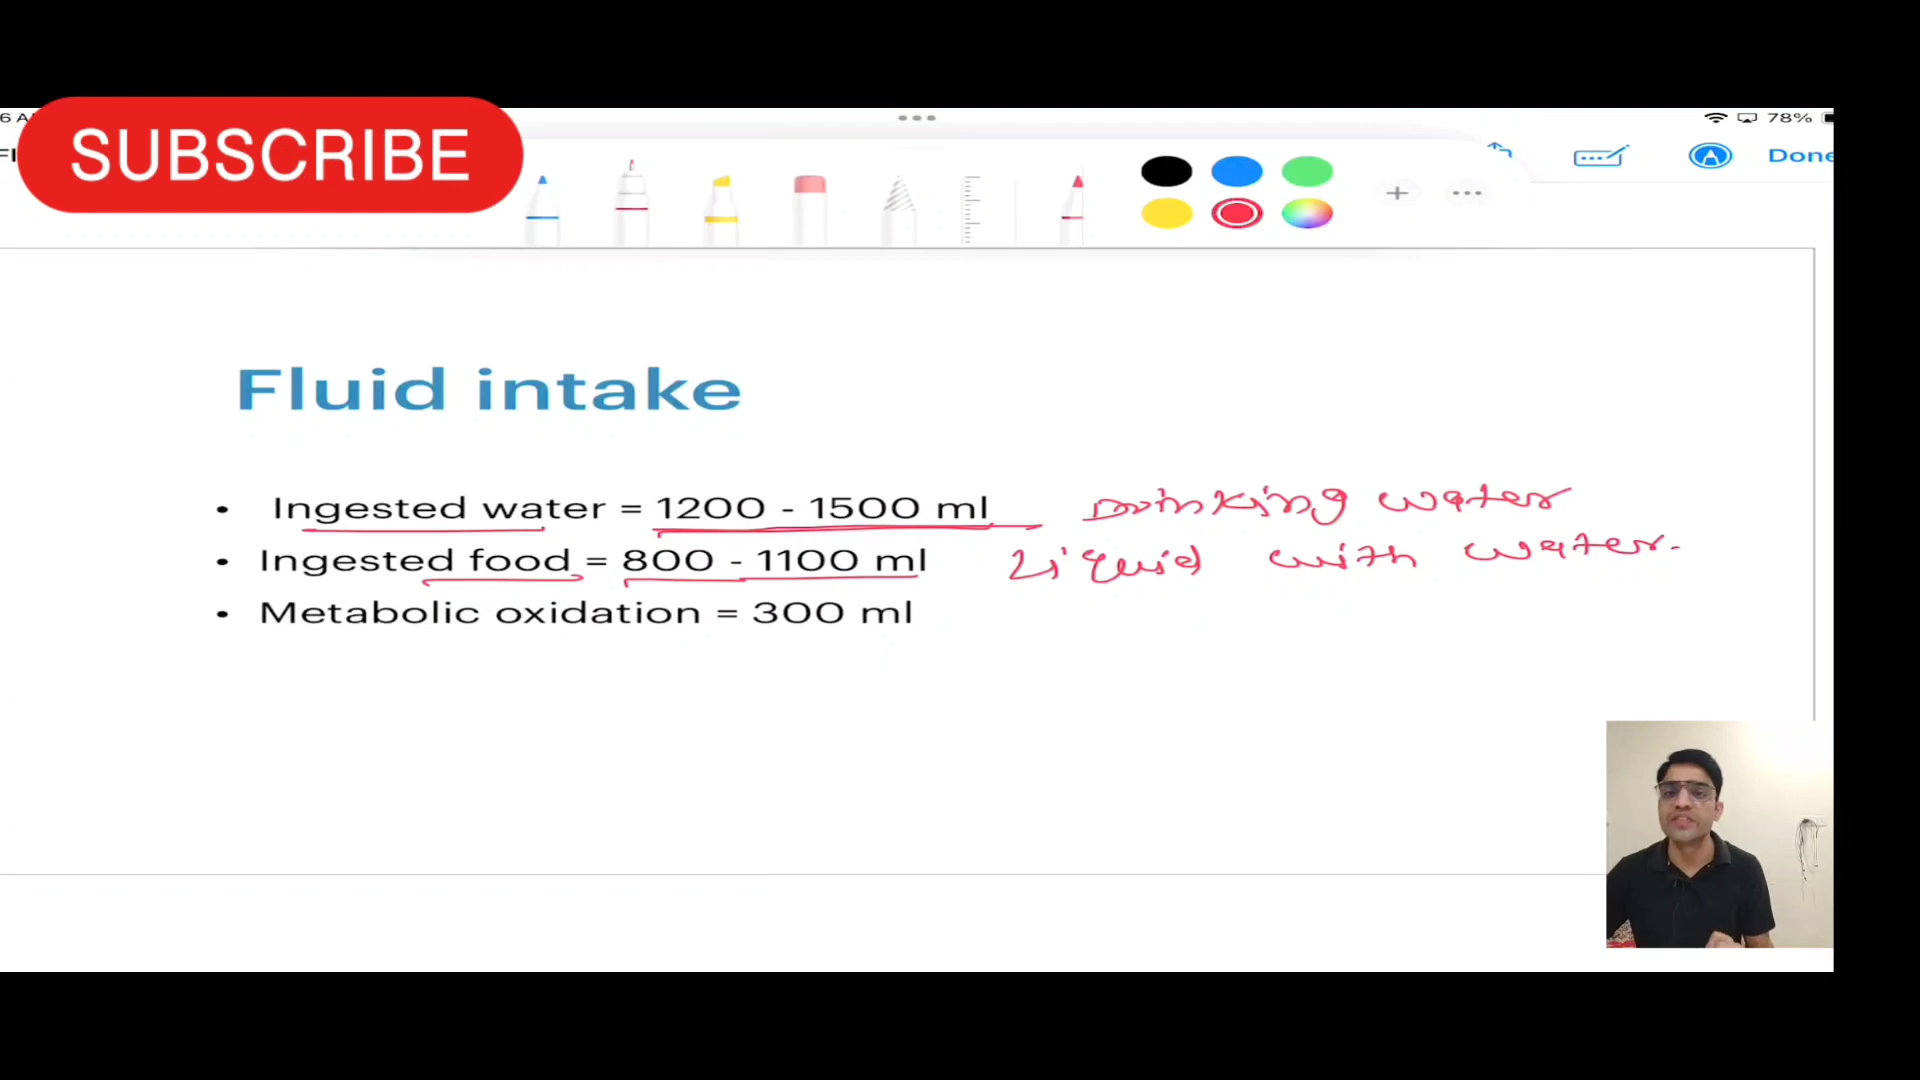 6 A
78%
SUBSCRIBE
Done
Fluid intake
• Ingested water = 1200 - 1500 ml Drinking water
• Ingested food = 800 - 1100 ml Liquid with water.
• Metabolic oxidation = 300 ml